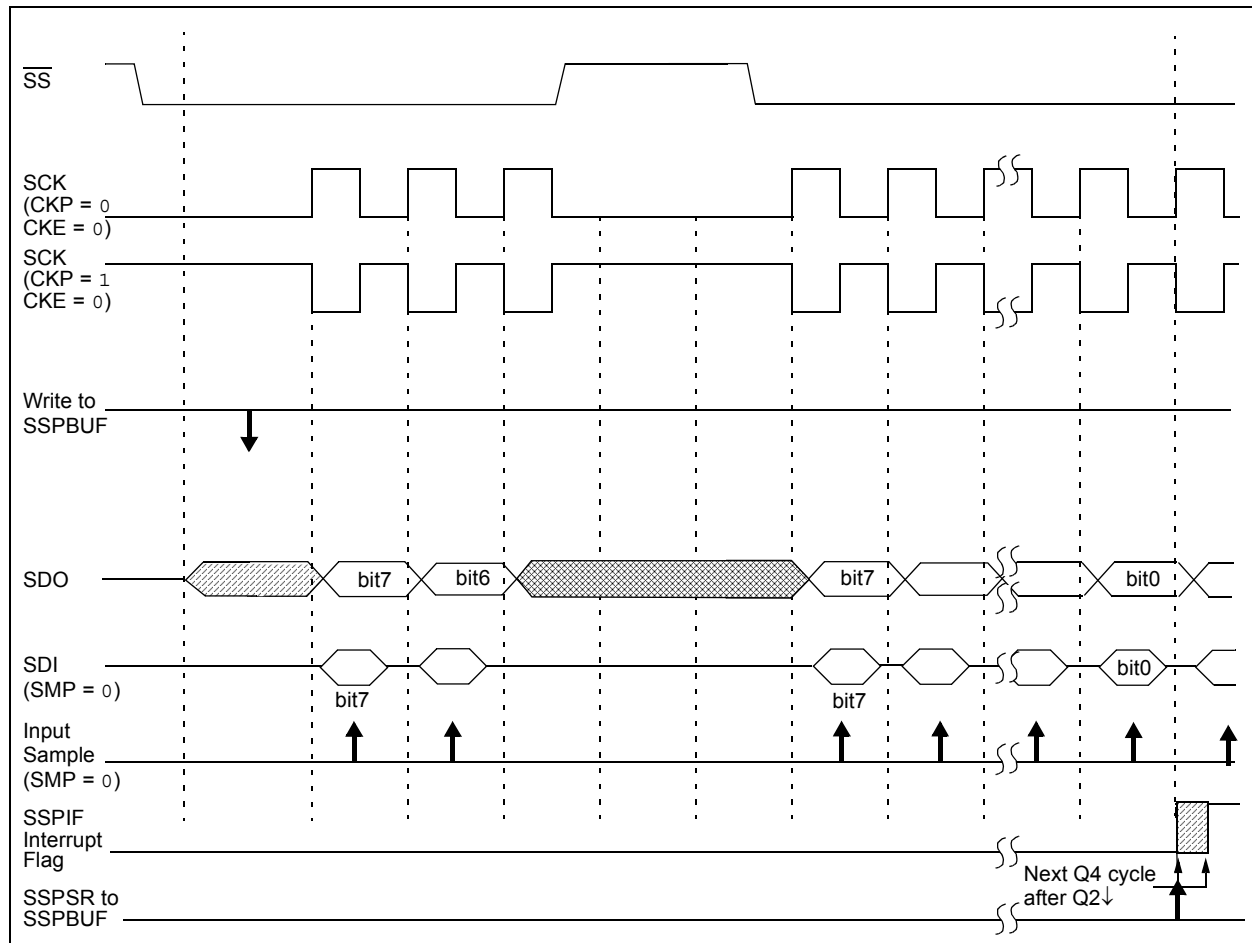 SS
SCK
(CKP = 0
CKE = 0)
SCK
(CKP = 1
CKE = 0)
Write to
SSPBUF
SDO
bit7
bit6
bit7
bit0
SDI
(SMP = 0)
bit7
bit7
bit0
Input
Sample
(SMP = 0)
SSPIF
Interrupt
Flag
Next Q4 cycle
after Q2↓
SSPSR to
SSPBUF